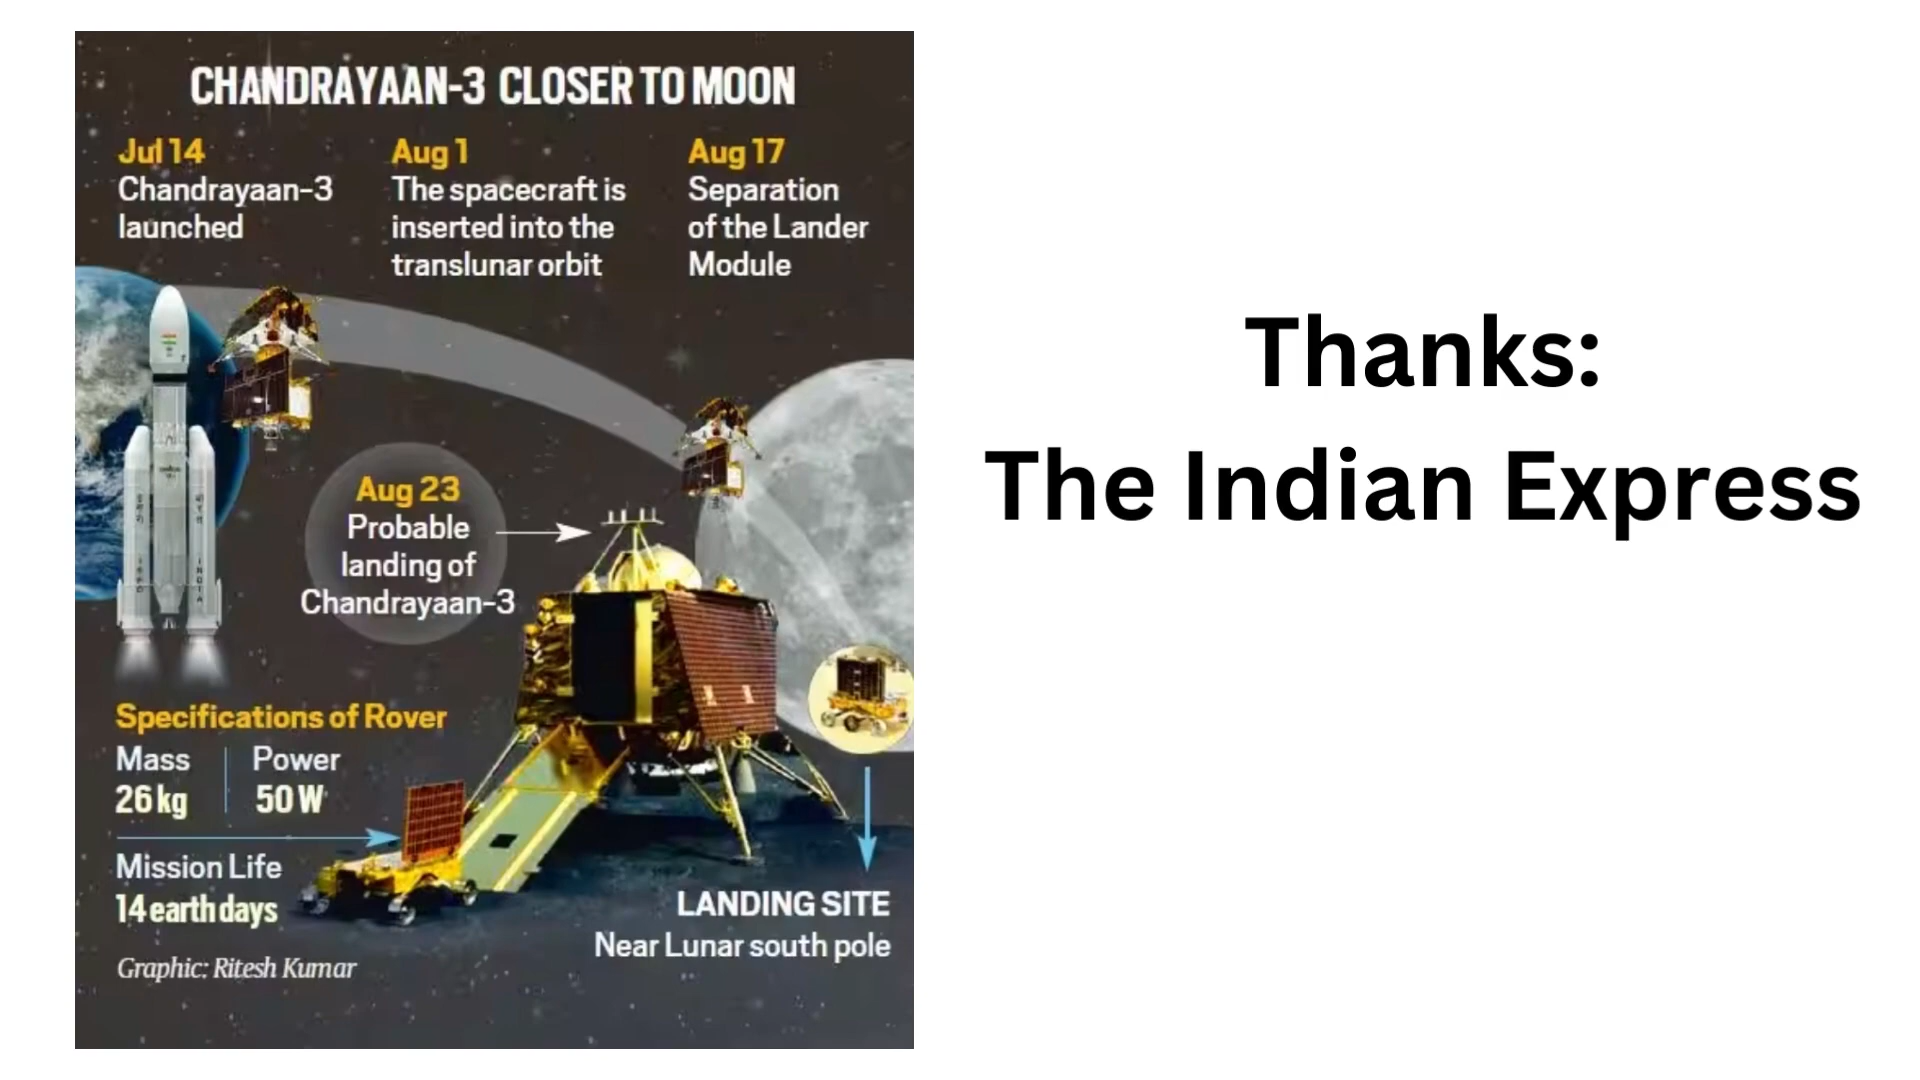 CHANDRAYAAN-3 CLOSER TO MOON
Jul 14
Chandrayaan-3
launched
Aug 1
The spacecraft is
inserted into the
translunar orbit
Aug 17
Separation
of the Lander
Module
Aug 23
Probable
landing of
Chandrayaan-3
Specifications of Rover
Mass
26 kg
Power
50 W
Mission Life
14 earth days
Graphic: Ritesh Kumar
LANDING SITE
Near Lunar south pole
Thanks:
The Indian Express